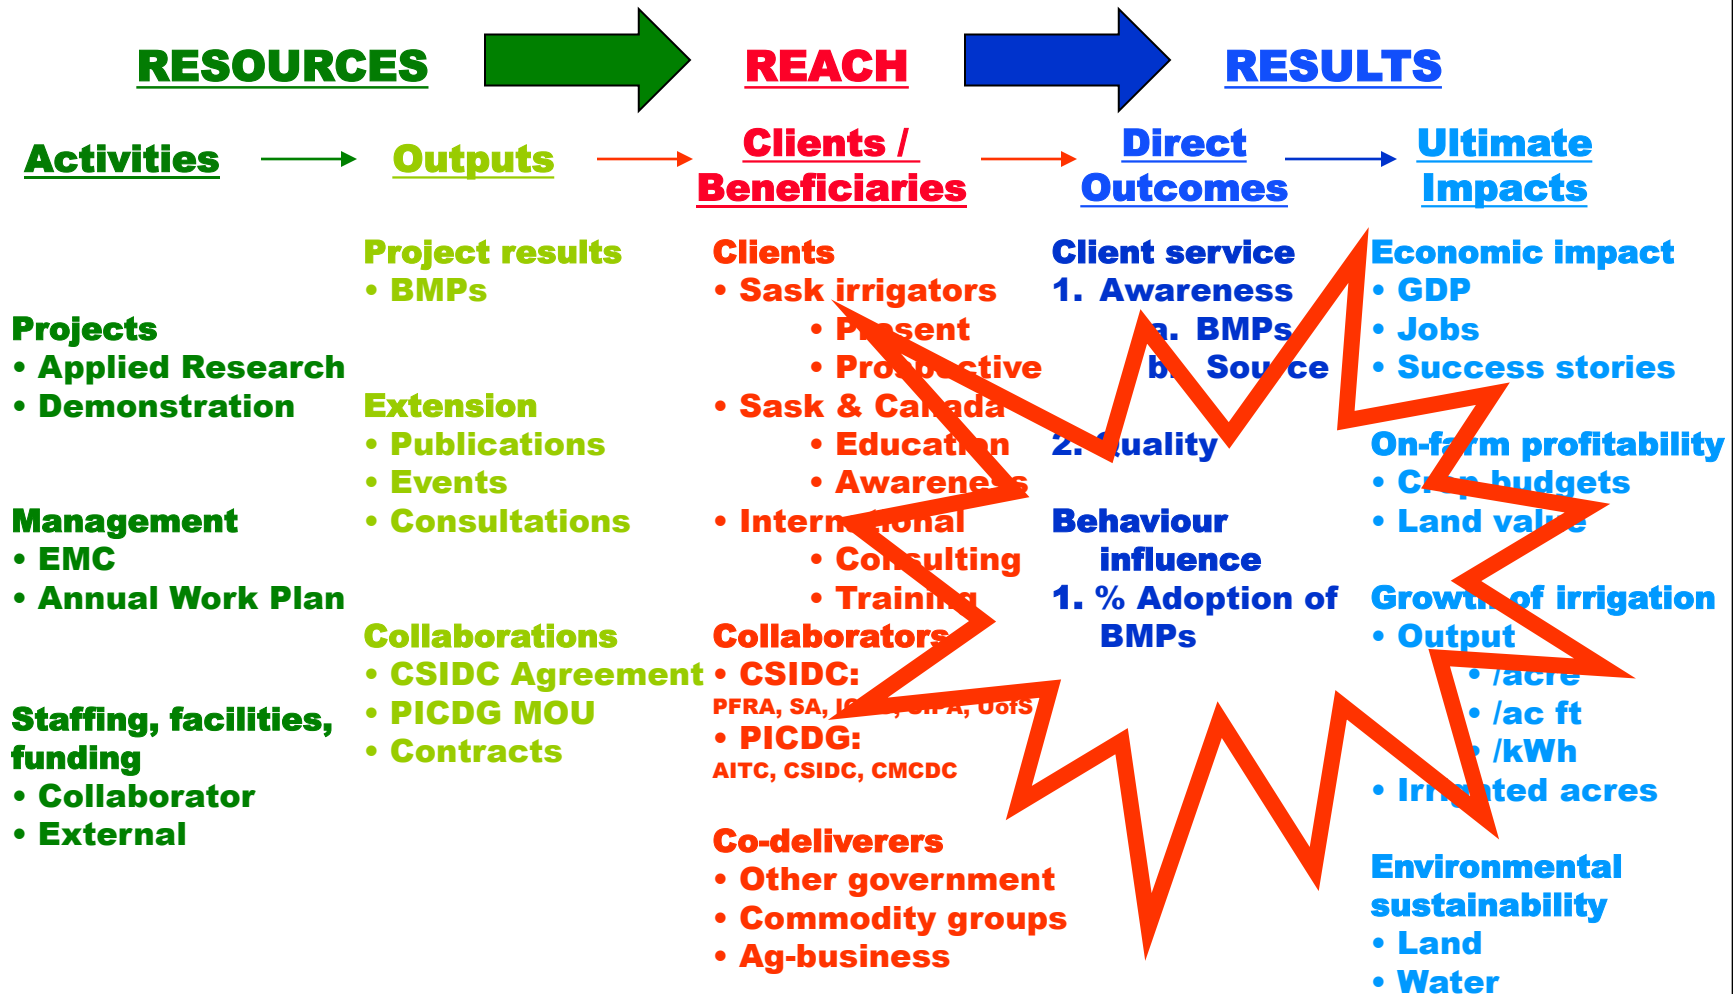 RESOURCES
REACH
RESULTS
Activities
Outputs
Clients /
Beneficiaries
Direct
Outcomes
Ultimate
Impacts
Projects
• Applied Research
• Demonstration
Management
• EMC
• Annual Work Plan
Staffing, facilities,
funding
• Collaborator
• External
Project results
• BMPs
Extension
• Publications
• Events
• Consultations
Collaborations
• CSIDC Agreement
• PICDG MOU
• Contracts
Clients
• Sask irrigators
• Present
• Prospective
• Sask & Canada
• Education
• Awareness
• International
• Consulting
• Training
Collaborators
• CSIDC:
PFRA, SA, UofS
• PICDG:
AITC, CSIDC, CMCDC
Co-deliverers
• Other government
• Commodity groups
• Ag-business
Client service
1. Awareness
a. BMPs
b. Source
2. Quality
Behaviour
influence
1. % Adoption of
BMPs
Economic impact
• GDP
• Jobs
• Success stories
On-farm profitability
• Crop budgets
• Land value
Growth of irrigation
• Output
• /acre
• /ac ft
• /kWh
• Irrigated acres
Environmental
sustainability
• Land
• Water